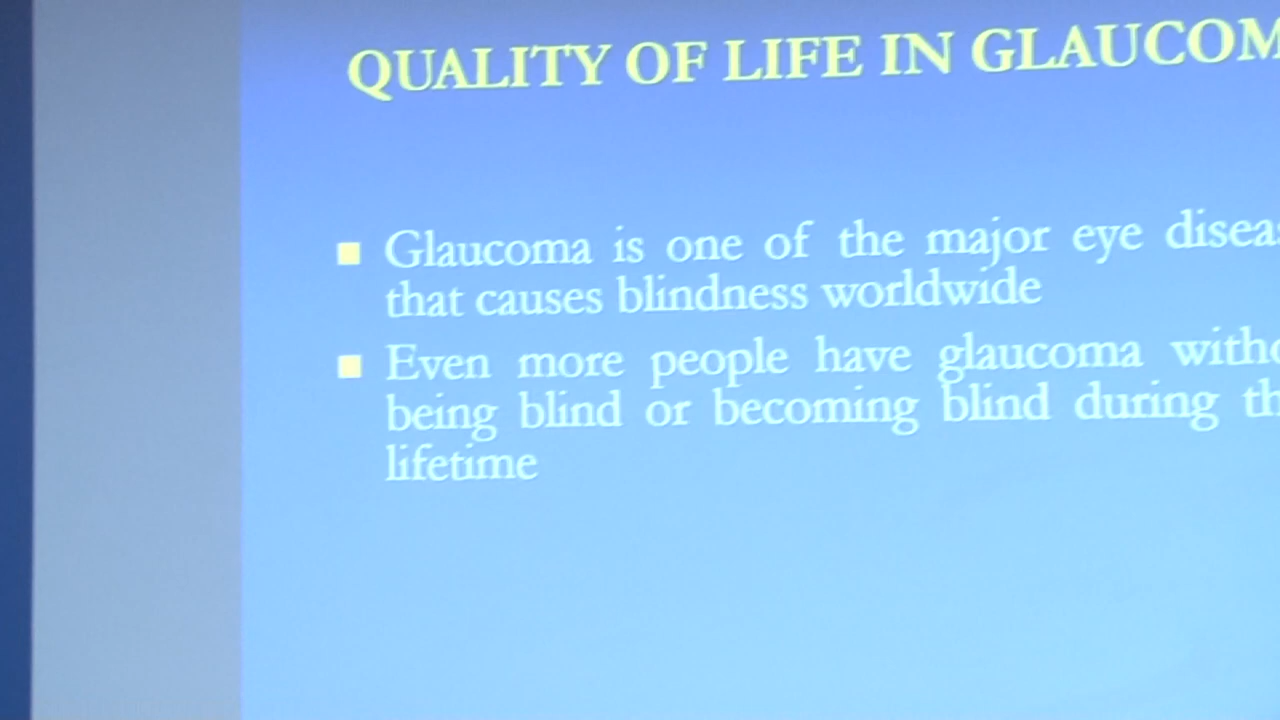 QUALITY OF LIFE IN GLAUCOM
Glaucoma is one of the major eye diseas
that causes blindness worldwide
Even more people have glaucoma witho
being blind or becoming blind during th
lifetime